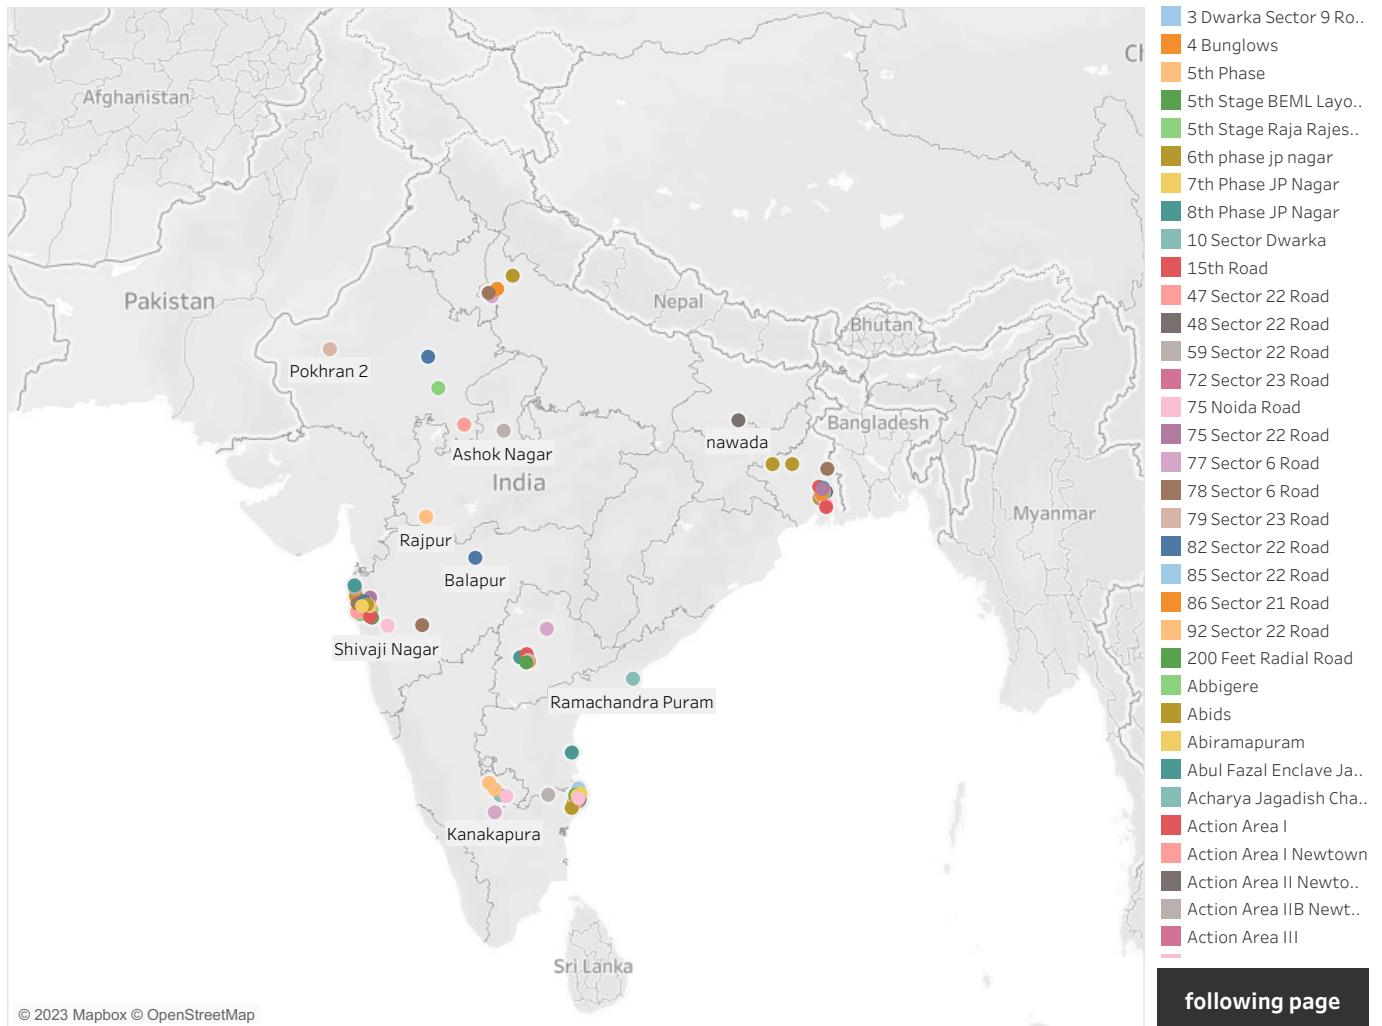 Afghanistan
Pakistan
Nepal
Bhutan
Pokhran 2
Ashok Nagar
India
nawada
Bangladesh
Myanmar
Rajpur
Balapur
Shivaji Nagar
Ramachandra Puram
Kanakapura
Sri Lanka
Ch
© 2023 Mapbox © OpenStreetMap
3 Dwarka Sector 9 Ro..
4 Bunglows
5th Phase
5th Stage BEML Layo..
5th Stage Raja Rajes..
6th phase jp nagar
7th Phase JP Nagar
8th Phase JP Nagar
10 Sector Dwarka
15th Road
47 Sector 22 Road
48 Sector 22 Road
59 Sector 22 Road
72 Sector 23 Road
75 Noida Road
75 Sector 22 Road
77 Sector 6 Road
78 Sector 6 Road
79 Sector 23 Road
82 Sector 22 Road
85 Sector 22 Road
86 Sector 21 Road
92 Sector 22 Road
200 Feet Radial Road
Abbigere
Abids
Abiramapuram
Abul Fazal Enclave Ja..
Acharya Jagadish Cha..
Action Area I
Action Area I Newtown
Action Area II Newto..
Action Area IIB Newt..
Action Area III
following page